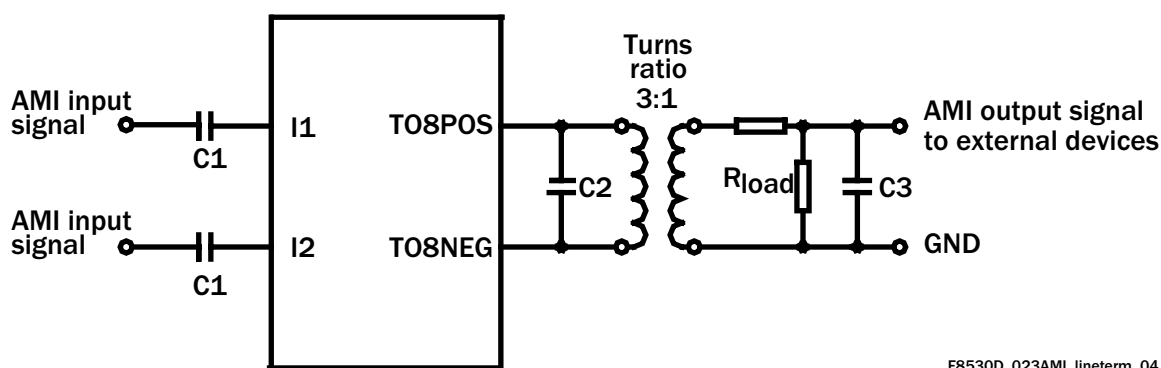 Turns
ratio
3:1
AMI input
signal
C1
I1
TO8POS
AMI output signal
to external devices
C2
Rload
C3
AMI input
signal
C1
I2
TO8NEG
GND
F8530D_023AMI_lineterm_04